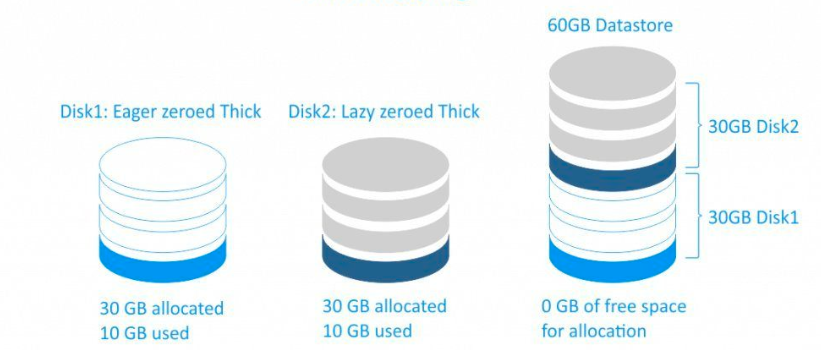 60GB Datastore
Disk1: Eager zeroed Thick
Disk2: Lazy zeroed Thick
30GB Disk2
30GB Disk1
30 GB allocated
10 GB used
30 GB allocated
10 GB used
0 GB of free space
for allocation